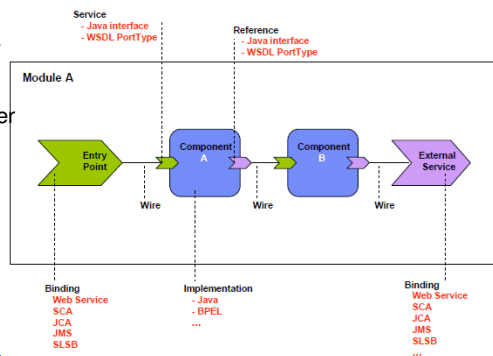 Service
- Java interface
- WSDL PortType
Reference
- Java interface
- WSDL PortType
Module A
er
Entry
Point
Component
A
Component
B
External
Service
Wire
Wire
Wire
Binding
Web Service
SCA
JCA
JMS
SLSB
Implementation
- Java
- BPEL
...
Binding
Web Service
SCA
JCA
JMS
SLSB
...